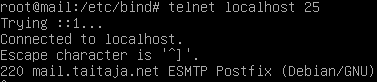 root@mail:/etc/bind# telnet localhost 25
Trying ::1...
Connected to localhost.
Escape character is '^]'.
220 mail.taitaja.net ESMTP Postfix (Debian/GNU)